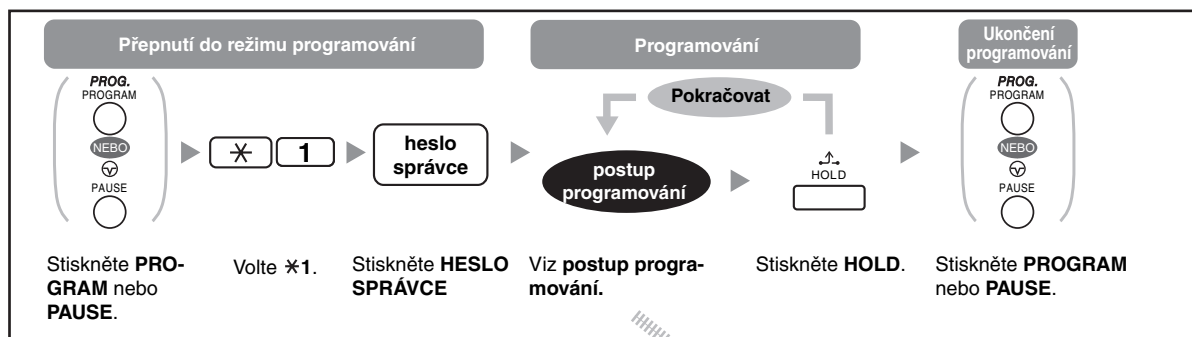 Přepnutí do režimu programování
Programování
Ukončení
programování
PROG.
PROGRAM
NEBO
PAUSE
✳ 1
heslo
správce
Pokračovat
postup
programování
HOLD
PROG.
PROGRAM
NEBO
PAUSE
Stiskněte PRO-
GRAM nebo
PAUSE.
Volte ✳1.
Stiskněte HESLO
SPRÁVCE
Viz postup progra-
mování.
Stiskněte HOLD.
Stiskněte PROGRAM
nebo PAUSE.